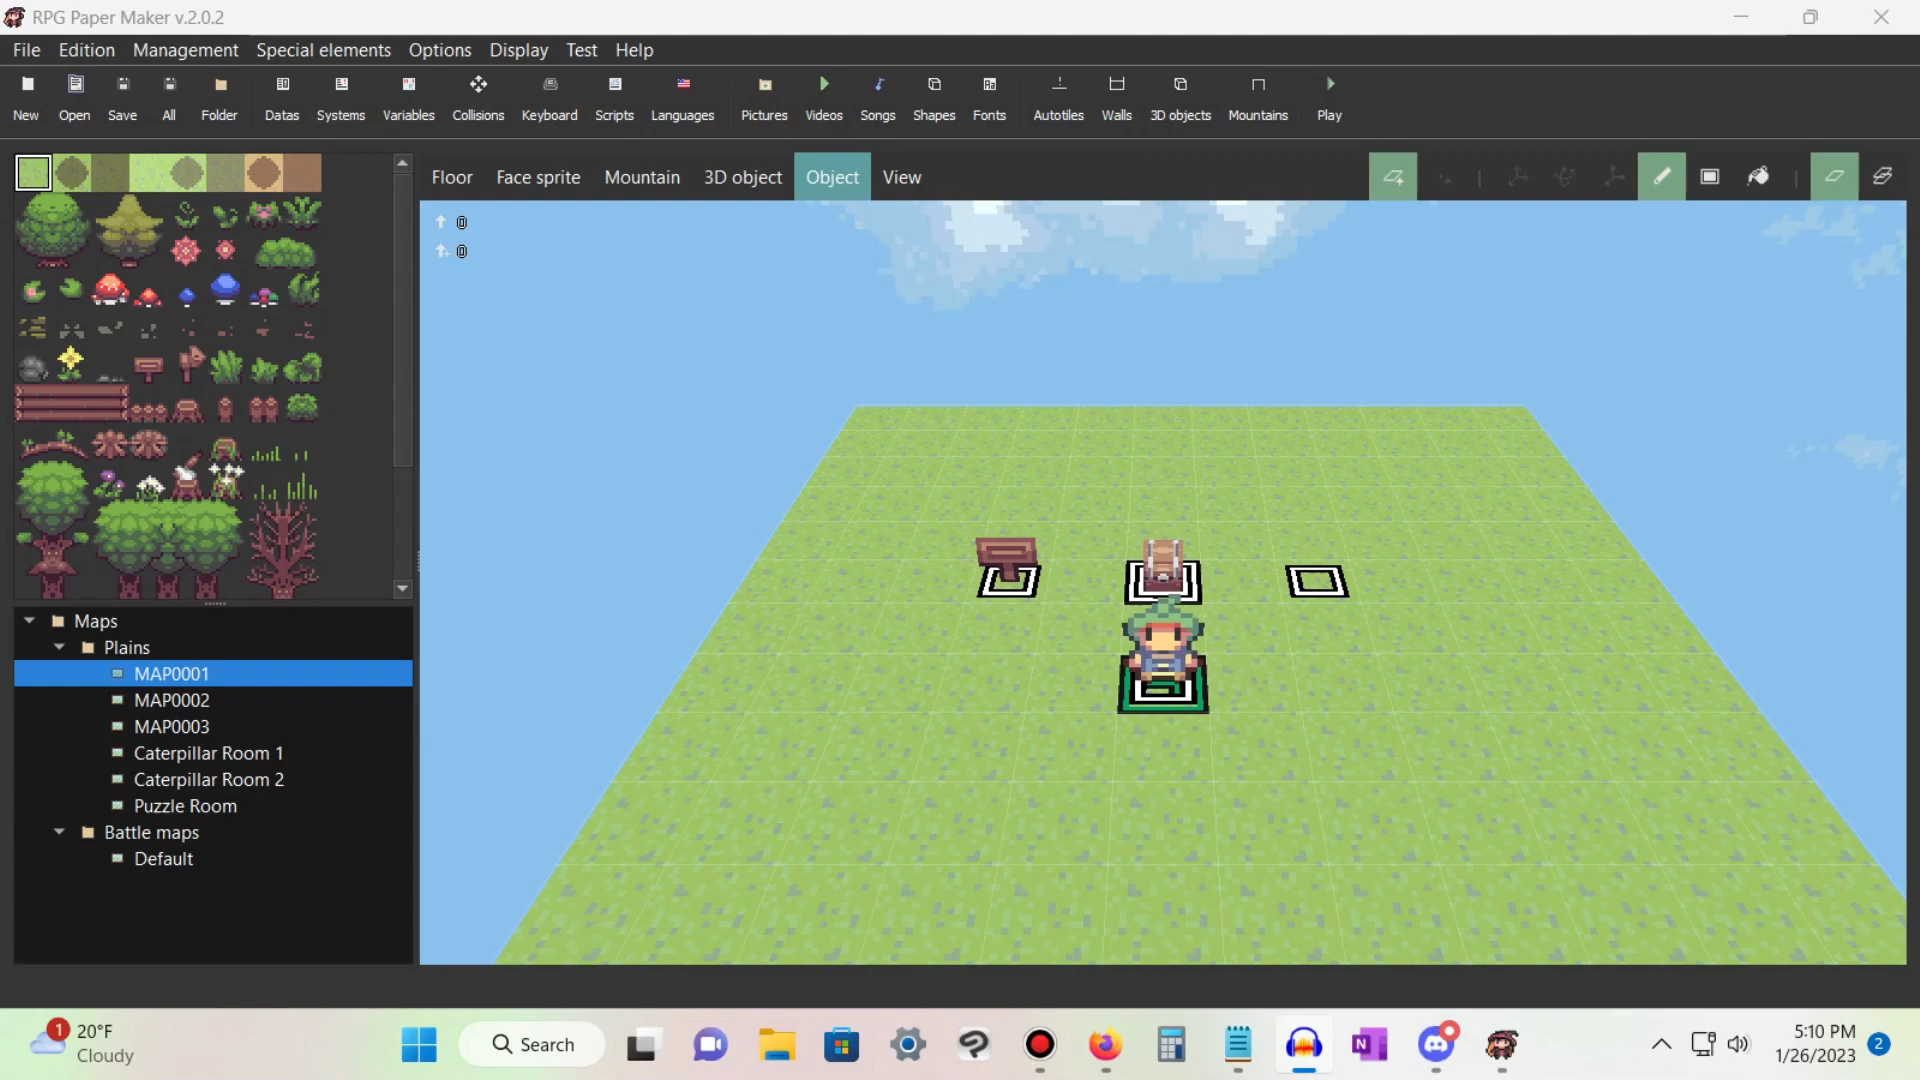 RPG Paper Maker v.2.0.2
File Edition Management Special elements Options Display Test Help
New Open Save All Folder Datas Systems Variables Collisions Keyboard Scripts Languages Pictures Videos Songs Shapes Fonts Autotiles Walls 3D objects Mountains Play
Floor Face sprite Mountain 3D object Object View
0
0
Maps
Plains
MAP0001
MAP0002
MAP0003
Caterpillar Room 1
Caterpillar Room 2
Puzzle Room
Battle maps
Default
1
20°F
Cloudy
Search
5:10 PM
1/26/2023
2